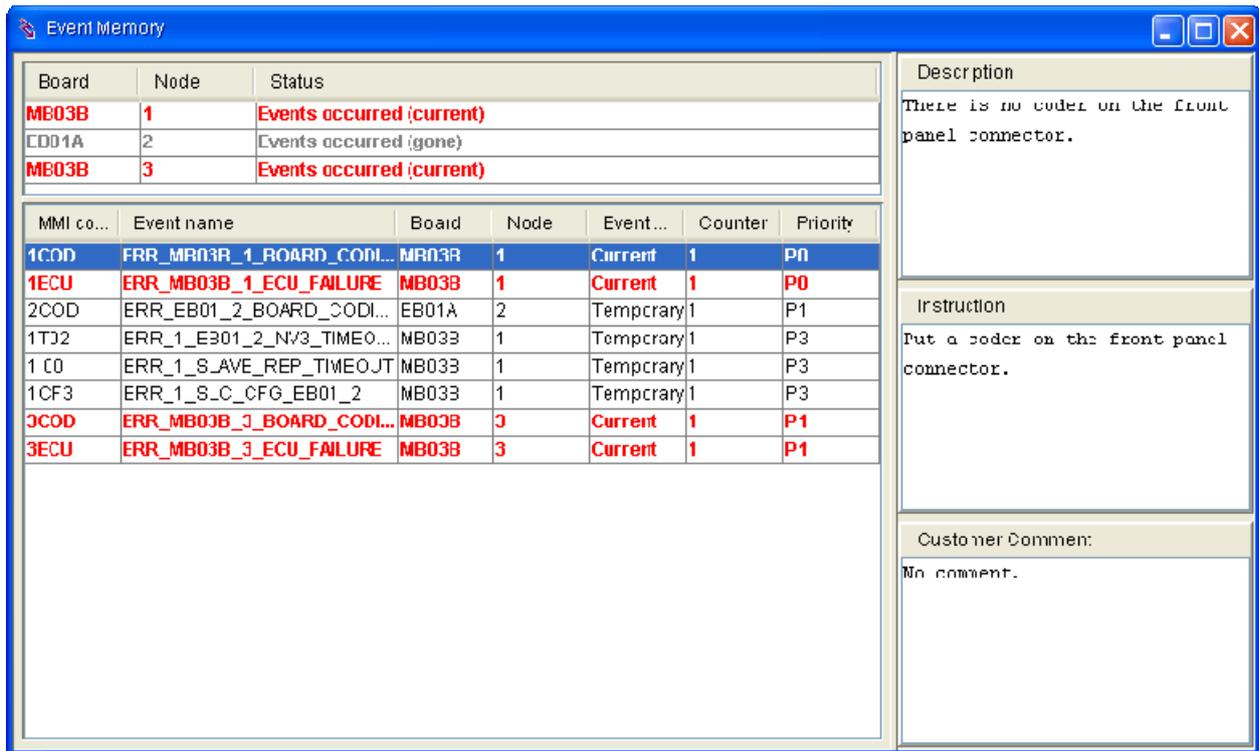 Event Memory
Board Node Status
MB03B 1 Events occurred (current)
2 Events occurred (gone)
MB03B 3 Events occurred (current)
MMI co... Event name Board Node Event ... Counter Priority
1COD ERR_MB03B_1_BOARD_CODI... MB03B 1 Current 1 P0
1ECU ERR_MB03B_1_ECU_FAILURE MB03B 1 Current 1 P0
2COD ERR_EB01_2_BOARD_CODI... EB01A 2 Temporary 1 P1
ERR_1_EB01_2_NV3_TIMEO... MB03B 1 Temporary 1 P3
ERR_1_SLAVE_REP_TIMEOUT MB03B 1 Temporary 1 P3
1CF3 ERR_1_SLC_CFG_EB01_2 MB03B 1 Temporary 1 P3
3COD ERR_MB03B_3_BOARD_CODI... MB03B 3 Current 1 P1
3ECU ERR_MB03B_3_ECU_FAILURE MB03B 3 Current 1 P1
Description
There is no coder on the front
panel connector.
Instruction
Put a coder on the front panel
connector.
Customer Comment
No comment.